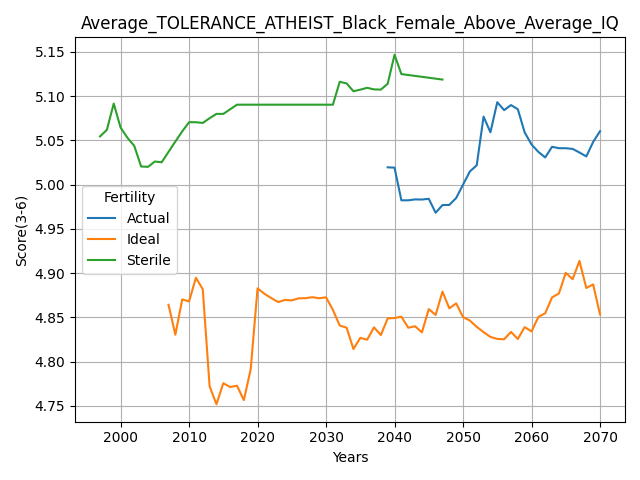 Average_TOLERANCE_ATHEIST_Black_Female_Above_Average_IQ
5.15
5.10
5.05
5.00
4.95
4.90
4.85
4.80
4.75
Score(3-6)
Fertility
Actual
Ideal
Sterile
2000 2010 2020 2030 2040 2050 2060 2070
Years